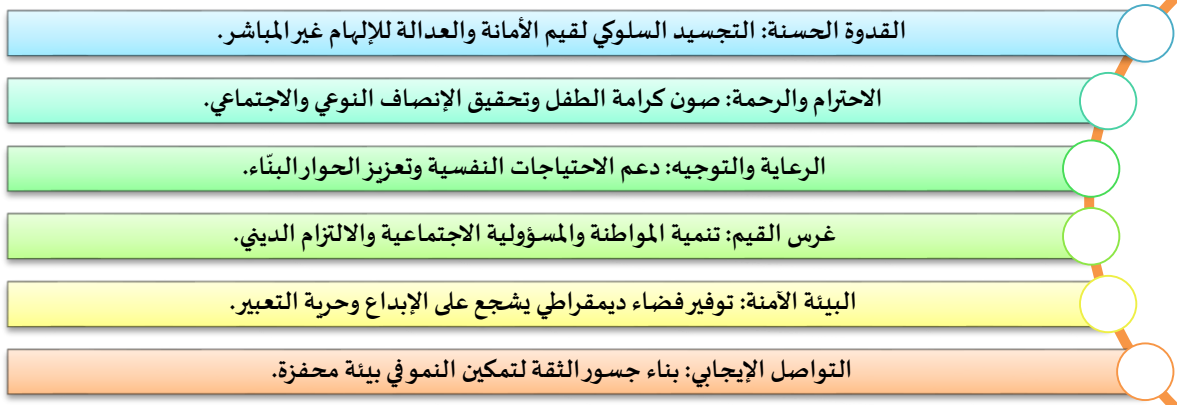 القدوة الحسنة: التجسيد السلوكي لقيم الأمانة والعدالة للإلهام غير المباشر.
الاحترام والرحمة: صون كرامة الطفل وتحقيق الإنصاف النوعي والاجتماعي.
الرعاية والتوجيه: دعم الاحتياجات النفسية وتعزيز الحوار البنّاء.
غرس القيم: تنمية المواطنة والمسؤولية الاجتماعية والالتزام الديني.
البيئة الآمنة: توفير فضاء ديمقراطي يشجع على الإبداع وحرية التعبير.
التواصل الإيجابي: بناء جسور الثقة لتمكين النمو في بيئة محفزة.